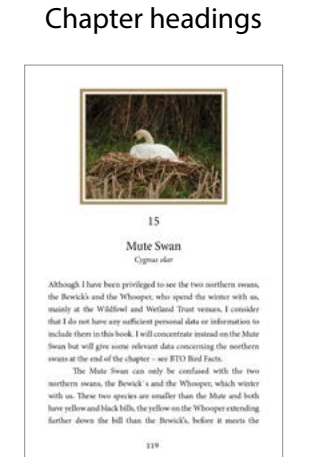 Chapter headings
15
Mute Swan
Cygnus olor
Although I have been privileged to see the two northern swans,
the Bewick's and the Whooper, who spend the winter with us,
mainly at the Wildfowl and Wetland Trust venues, I consider
that I do not have any sufficient personal data or information to
include them in this book. I will concentrate instead on the Mute
Swan but will give some relevant data concerning the northern
swans at the end of the chapter – see BTO Bird Facts.
The Mute Swan can only be confused with the two
northern swans, the Bewick`s and the Whooper, which winter
with us. These two species are smaller than the Mute and both
have yellow and black bills, the yellow on the Whooper extending
further down the bill than the Bewick's, before it meets the
119